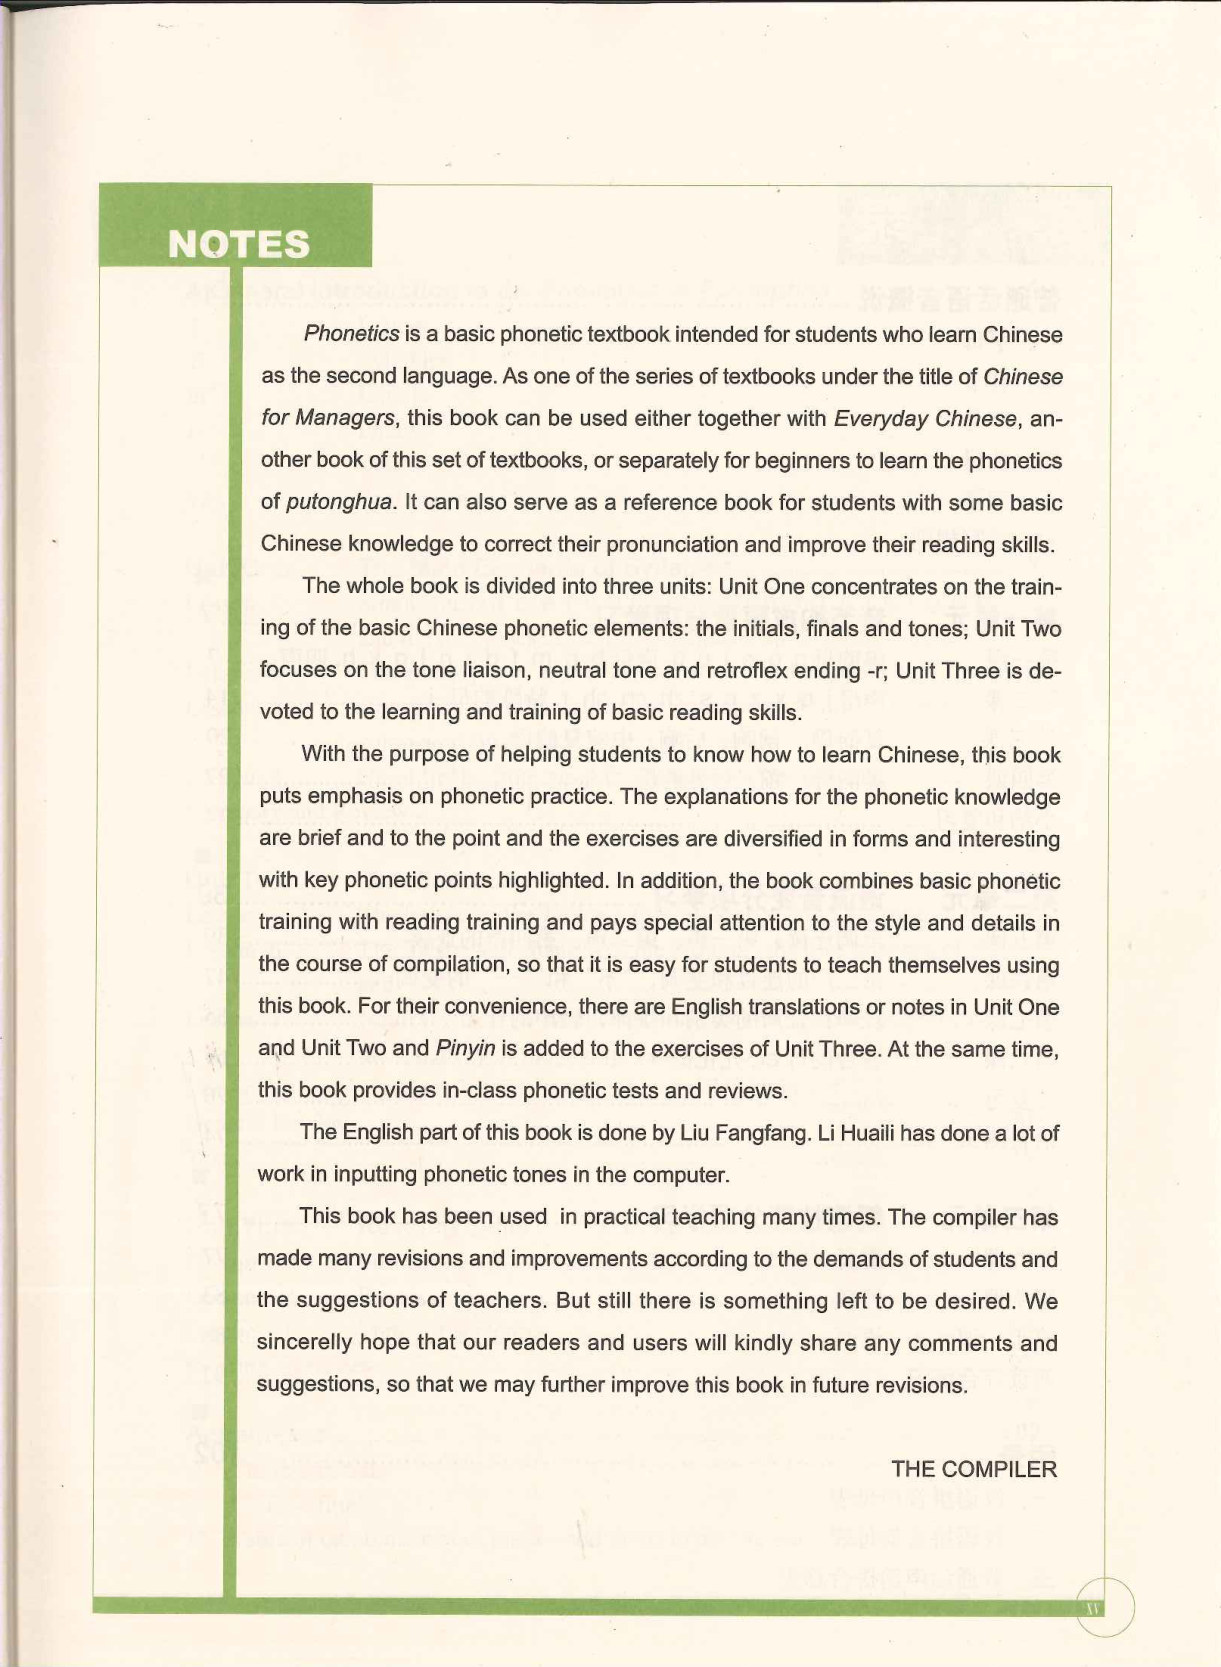 NOTES
Phonetics is a basic phonetic textbook intended for students who learn Chinese
as the second language. As one of the series of textbooks under the title of Chinese
for Managers, this book can be used either together with Everyday Chinese, an-
other book of this set of textbooks, or separately for beginners to learn the phonetics
of putonghua. It can also serve as a reference book for students with some basic
Chinese knowledge to correct their pronunciation and improve their reading skills.
The whole book is divided into three units: Unit One concentrates on the train-
ing of the basic Chinese phonetic elements: the initials, finals and tones; Unit Two
focuses on the tone liaison, neutral tone and retroflex ending -r; Unit Three is de-
voted to the learning and training of basic reading skills.
With the purpose of helping students to know how to learn Chinese, this book
puts emphasis on phonetic practice. The explanations for the phonetic knowledge
are brief and to the point and the exercises are diversified in forms and interesting
with key phonetic points highlighted. In addition, the book combines basic phonetic
training with reading training and pays special attention to the style and details in
the course of compilation, so that it is easy for students to teach themselves using
this book. For their convenience, there are English translations or notes in Unit One
and Unit Two and Pinyin is added to the exercises of Unit Three. At the same time,
this book provides in-class phonetic tests and reviews.
The English part of this book is done by Liu Fangfang. Li Huaili has done a lot of
work in inputting phonetic tones in the computer.
This book has been used in practical teaching many times. The compiler has
made many revisions and improvements according to the demands of students and
the suggestions of teachers. But still there is something left to be desired. We
sincerelly hope that our readers and users will kindly share any comments and
suggestions, so that we may further improve this book in future revisions.
THE COMPILER